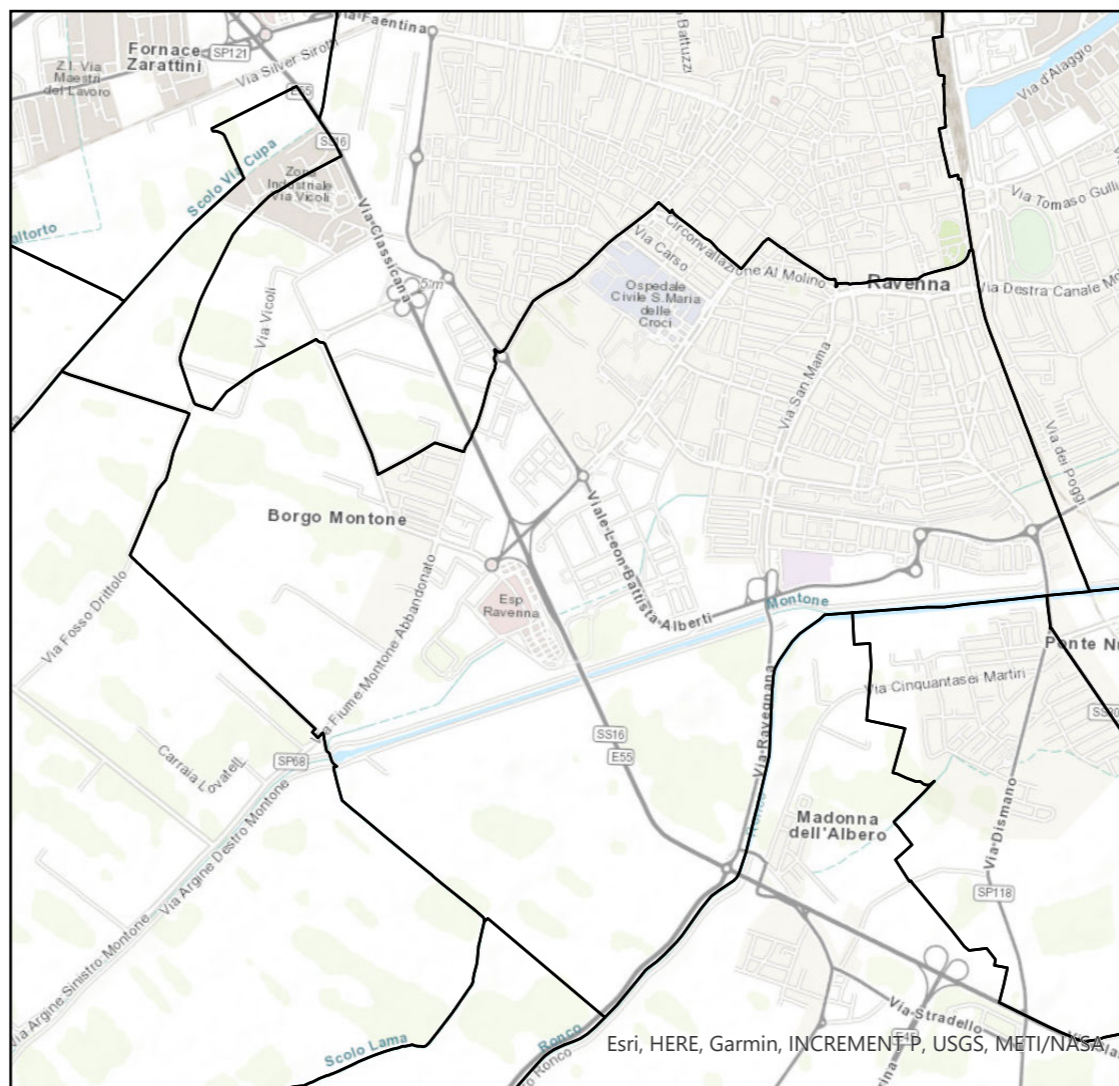 Via Faentina
Battuzzi
Via d'Alaggio
Fornace
Zarattini
SP121
Via Silver Sirotti
Z.I. Via
Maestri
del Lavoro
E55
SS16
Scolo Via Cupa
Zona
Industriale
Via Vicoli
Via Tomaso Gulli
Via Classicana
Circonvallazione Al Molino
Via Carso
Ospedale
Civile S.Maria
delle
Croci
Ravenna
Via Destra Canale Mo
Via Vicoli
Via San Mama
Via dei Poggi
Borgo Montone
Viale Leon Battista Alberti
Esp
Ravenna
Montone
Via Fosso Drittolo
Via Fiume Montone Abbandonato
Ponte Nu
Via Cinquantasei Martiri
Via Ravegnana
SS16
E55
SP68
Carraia Lovatelli
Via Argine Destro Montone
Ronco
Madonna
dell'Albero
Via Dismano
SP118
Via Argine Sinistro Montone
Via Stradello
Scolo Lama
Ronco
Ronco
Esri, HERE, Garmin, INCREMENT P, USGS, METI/NASA